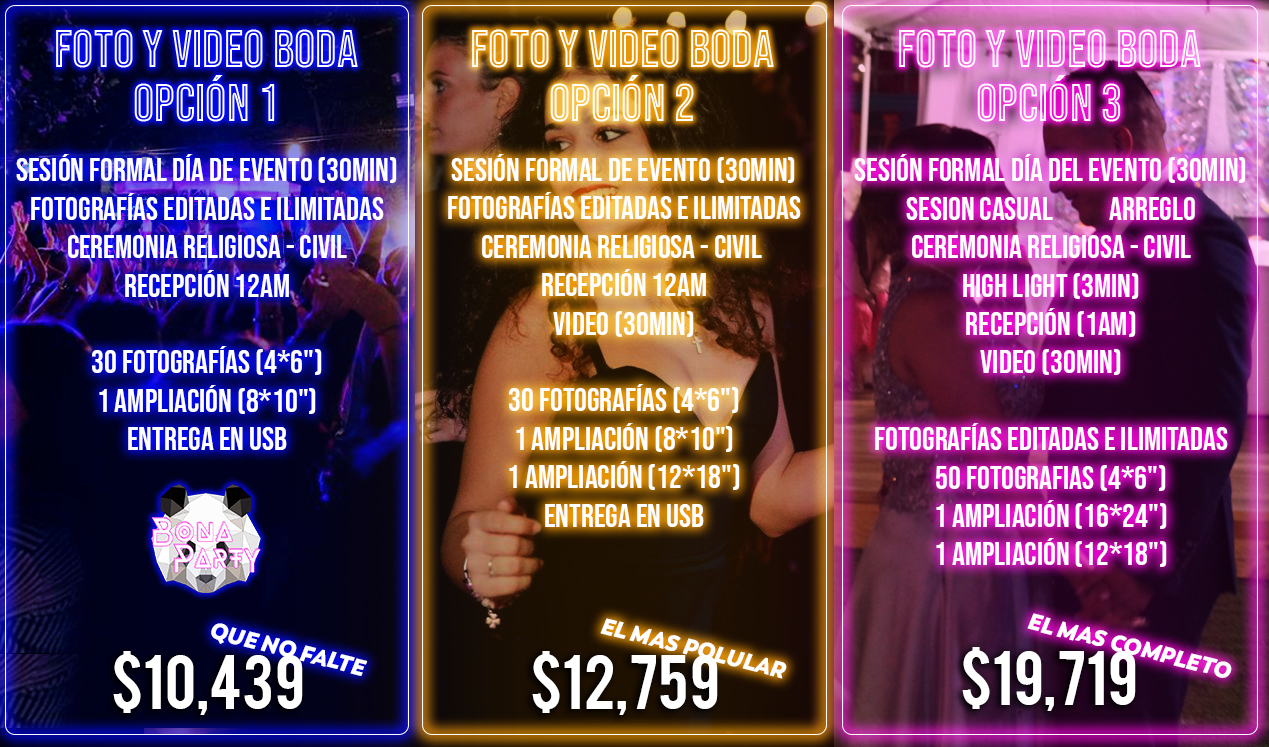 FOTO Y VIDEO BODA
OPCIÓN 1
SESIÓN FORMAL DÍA DE EVENTO (30MIN)
FOTOGRAFÍAS EDITADAS E ILIMITADAS
CEREMONIA RELIGIOSA - CIVIL
RECEPCIÓN 12AM
30 FOTOGRAFÍAS (4*6")
1 AMPLIACIÓN (8*10")
ENTREGA EN USB
BONA
PARTY
QUE NO FALTE
$10,439
FOTO Y VIDEO BODA
OPCIÓN 2
SESIÓN FORMAL DE EVENTO (30MIN)
FOTOGRAFÍAS EDITADAS E ILIMITADAS
CEREMONIA RELIGIOSA - CIVIL
RECEPCIÓN 12AM
VIDEO (30MIN)
30 FOTOGRAFÍAS (4*6")
1 AMPLIACIÓN (8*10")
1 AMPLIACIÓN (12*18")
ENTREGA EN USB
EL MAS POLULAR
$12,759
FOTO Y VIDEO BODA
OPCIÓN 3
SESIÓN FORMAL DÍA DEL EVENTO (30MIN)
SESION CASUAL ARREGLO
CEREMONIA RELIGIOSA - CIVIL
HIGH LIGHT (3MIN)
RECEPCIÓN (1AM)
VIDEO (30MIN)
FOTOGRAFÍAS EDITADAS E ILIMITADAS
50 FOTOGRAFIAS (4*6")
1 AMPLIACIÓN (16*24")
1 AMPLIACIÓN (12*18")
EL MAS COMPLETO
$19,719